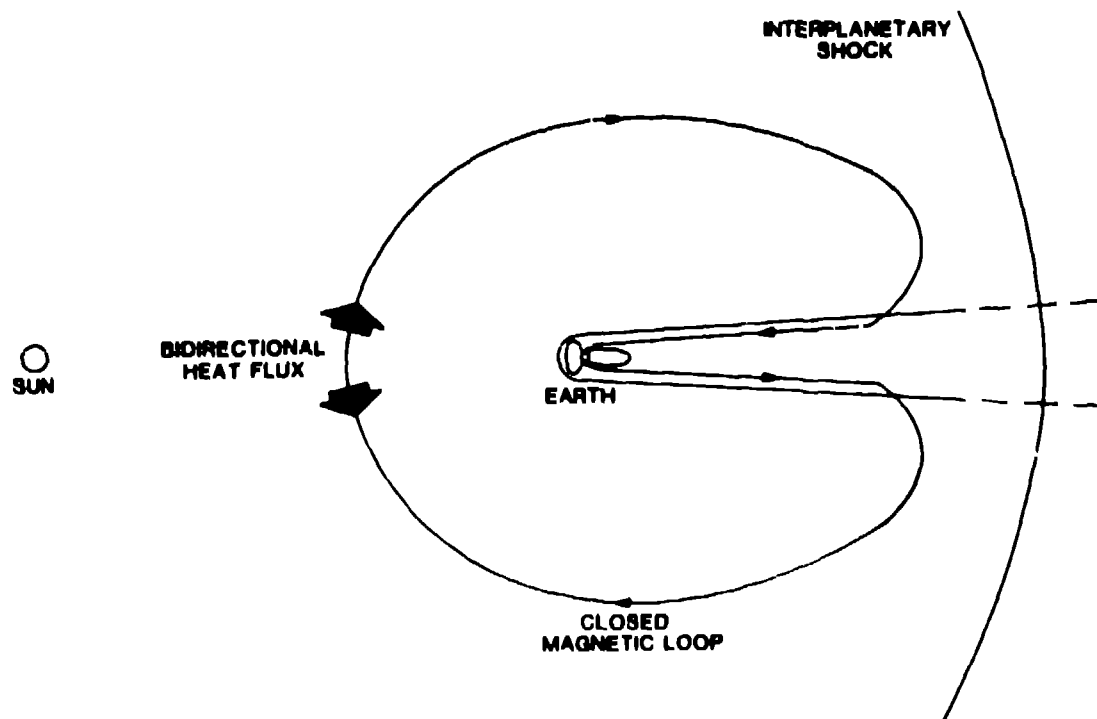 INTERPLANETARY
SHOCK
BIDIRECTIONAL
HEAT FLUX
SUN
EARTH
CLOSED
MAGNETIC LOOP